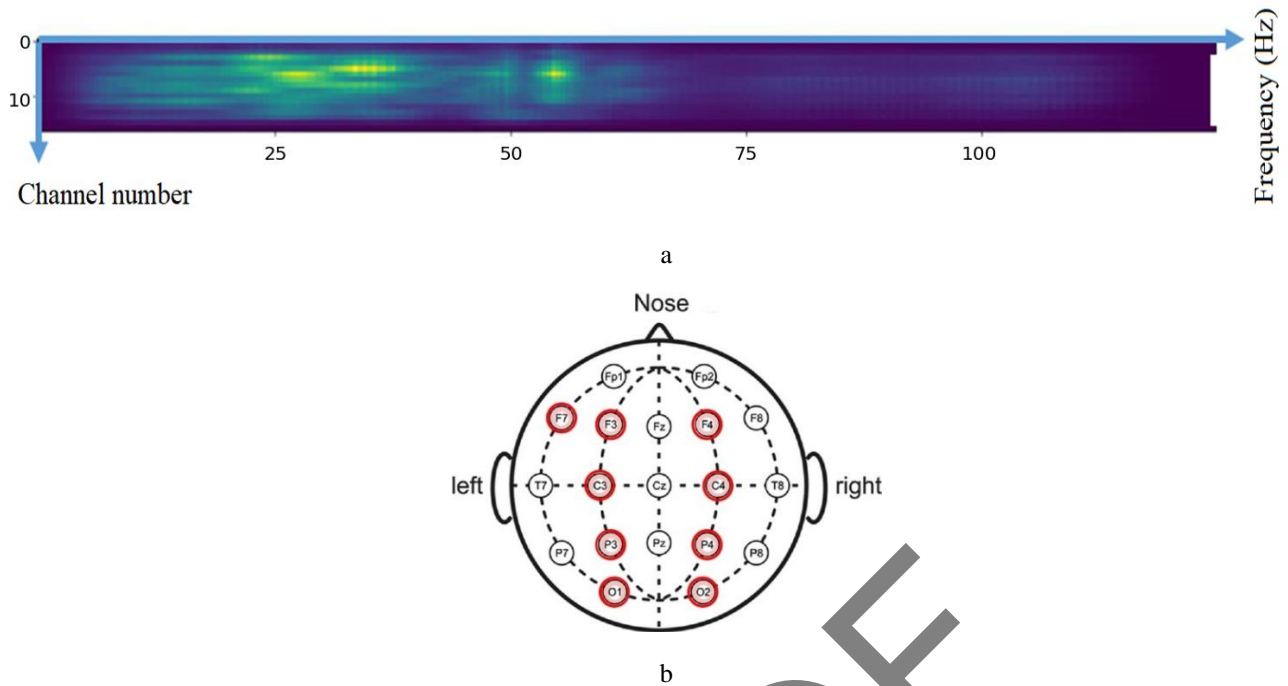 0
10
25 50 75 100
Frequency (Hz)
Channel number
a
Nose
Fp1 Fp2
F7 F3 Fz F4 F8
left T7 C3 Cz C4 T8 right
P7 P3 Pz P4 P8
O1 O2
b